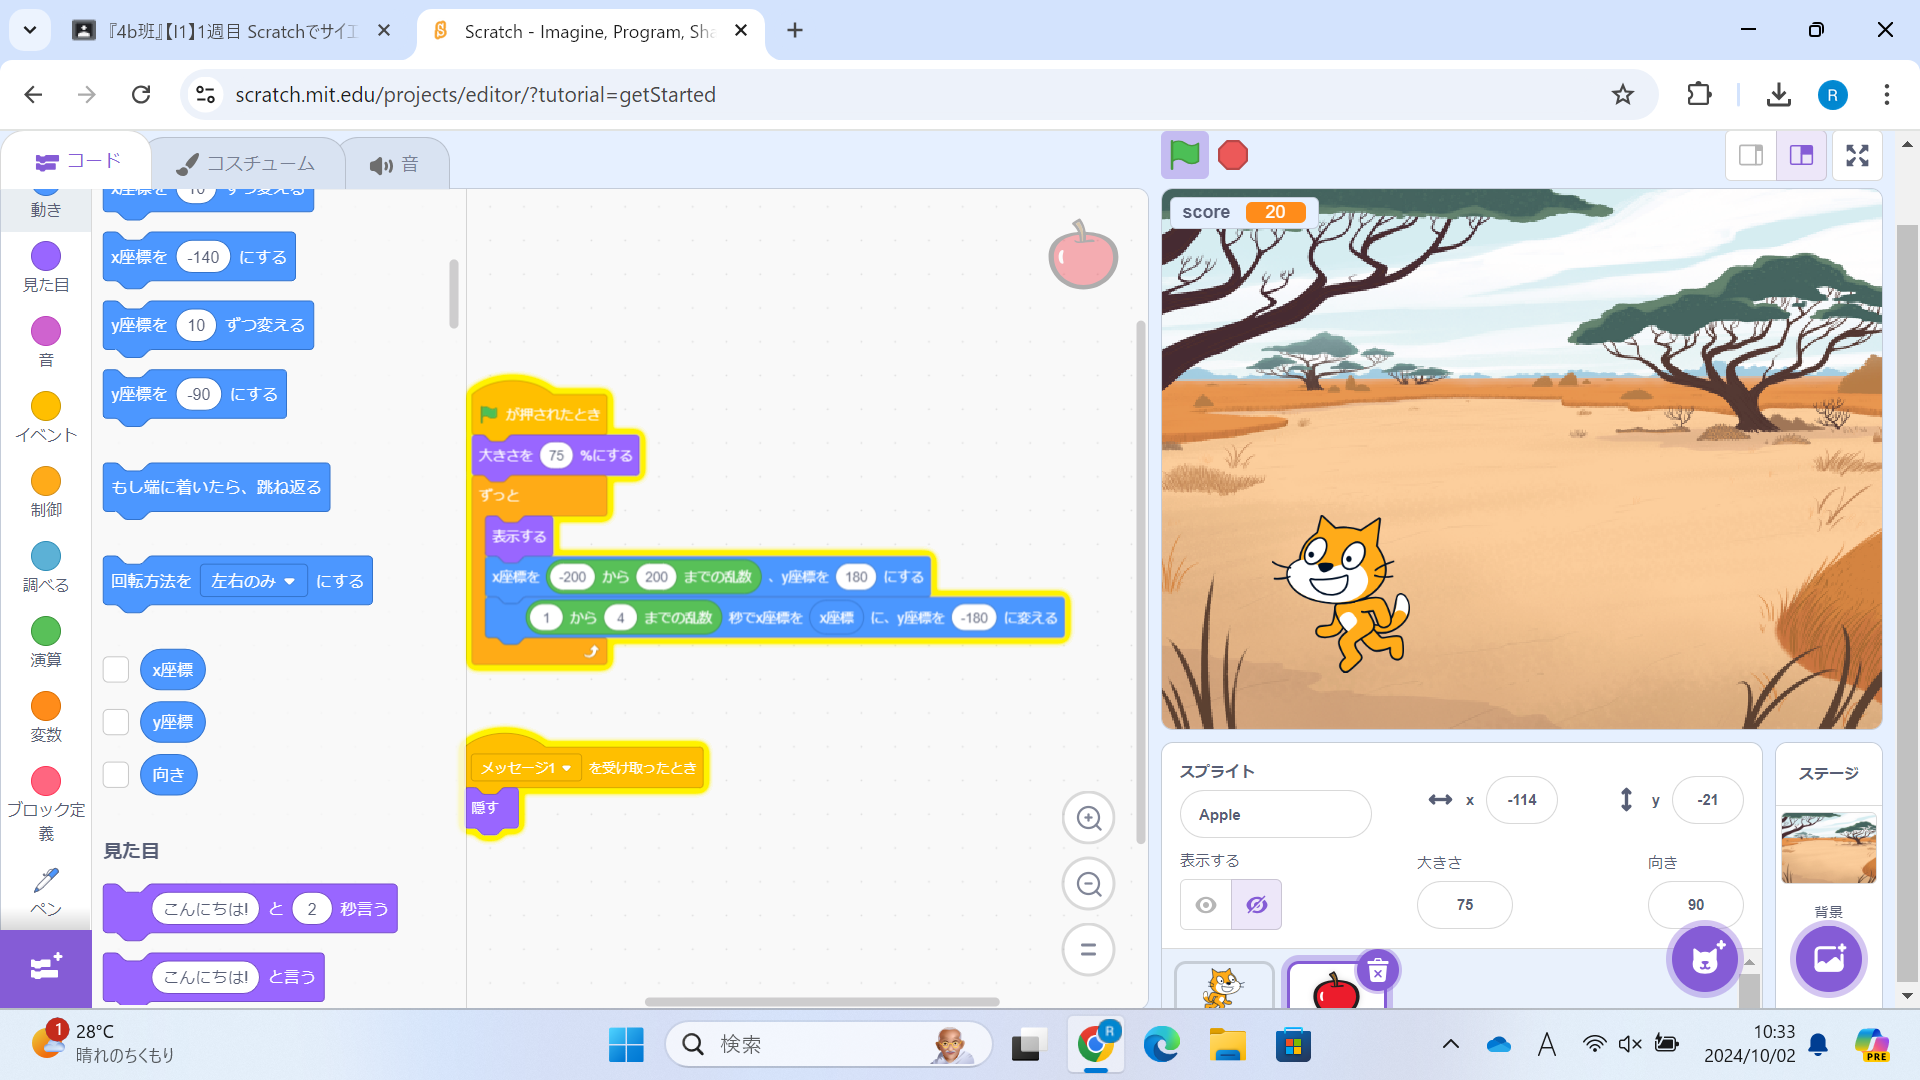 『4b班』【I1】1週目 Scratchでサイエ
Scratch - Imagine, Program, Sha
scratch.mit.edu/projects/editor/?tutorial=getStarted
R
コード
コスチューム
音
動き
見た目
音
イベント
制御
調べる
演算
変数
ブロック定義
ペン
x座標を 10 ずつ変える
x座標を -140 にする
y座標を 10 ずつ変える
y座標を -90 にする
もし端に着いたら、跳ね返る
回転方法を 左右のみ にする
x座標
y座標
向き
見た目
こんにちは! と 2 秒言う
こんにちは! と言う
が押されたとき
大きさを 75 %にする
ずっと
表示する
x座標を -200 から 200 までの乱数 、y座標を 180 にする
1 から 4 までの乱数 秒でx座標を x座標 に、y座標を -180 に変える
メッセージ1 を受け取ったとき
隠す
score 20
スプライト
Apple
x -114
y -21
表示する
大きさ
75
向き
90
ステージ
背景
1
28°C
晴れのちくもり
検索
R
A
10:33
2024/10/02
PRE